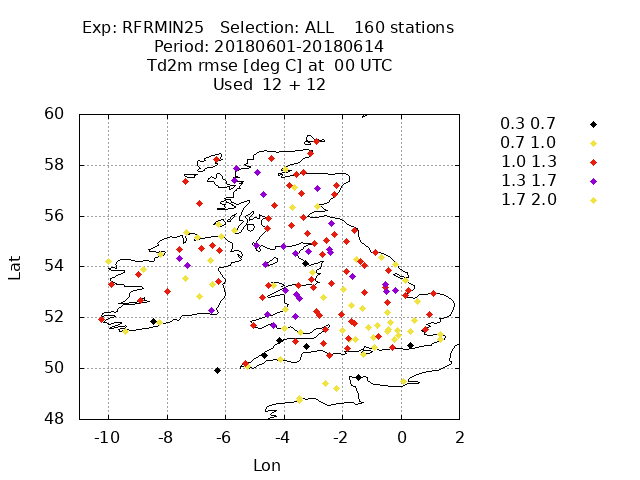 Exp: RFRMIN25 Selection: ALL 160 stations
Period: 20180601-20180614
Td2m rmse [deg C] at 00 UTC
Used 12 + 12
0.3 0.7
0.7 1.0
1.0 1.3
1.3 1.7
1.7 2.0
60
58
56
54
52
50
48
Lat
-10 -8 -6 -4 -2 0 2
Lon